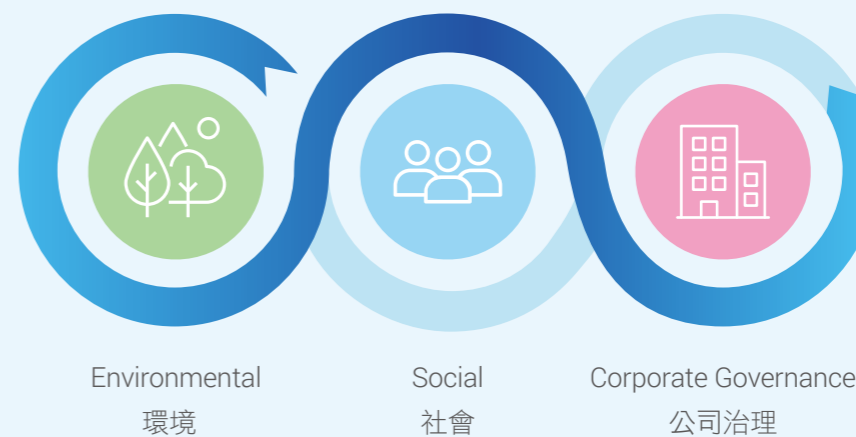 Environmental
環境
Social
社會
Corporate Governance
公司治理